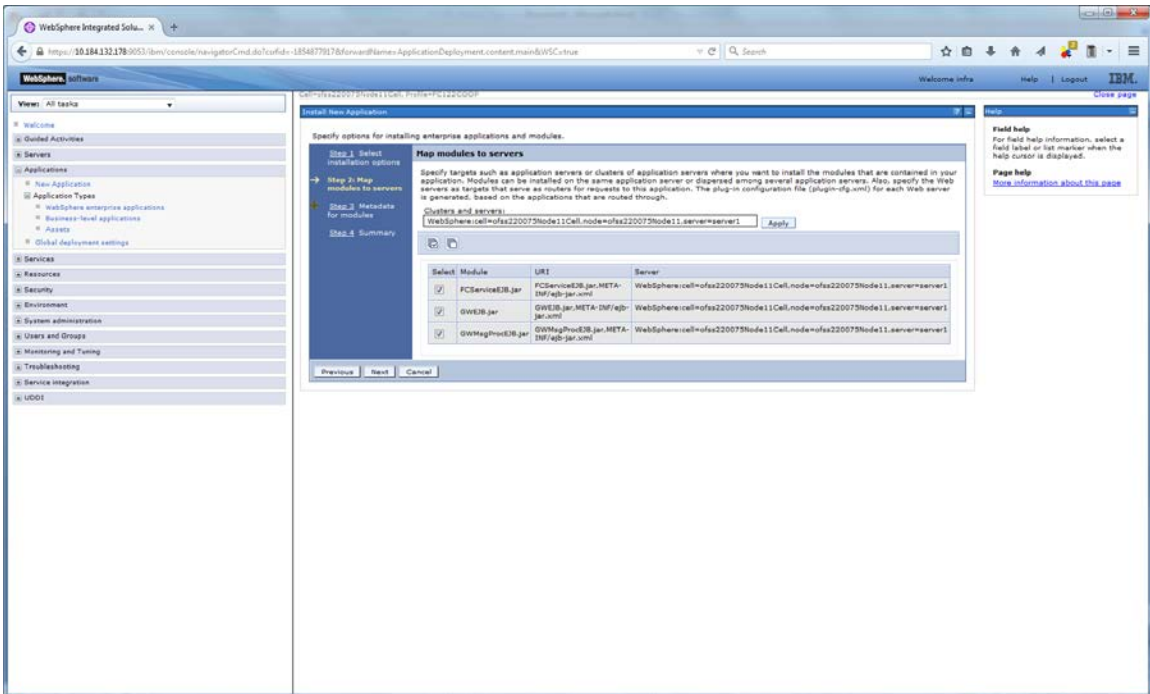 WebSphere Integrated Solu... × +
https://10.184.132.178:9053/ibm/console/navigatorCmd.do?csrfid=-1854877917&forwardName=ApplicationDeployment.content.main&WSC=true
Search
WebSphere. software
Welcome infra Help | Logout IBM.
View: All tasks
Welcome
Guided Activities
Servers
Applications
New Application
Application Types
WebSphere enterprise applications
Business-level applications
Assets
Global deployment settings
Services
Resources
Security
Environment
System administration
Users and Groups
Monitoring and Tuning
Troubleshooting
Service integration
UDDI
Cell=ofss220075Node11Cell, Profile=
Close page
Install New Application
Specify options for installing enterprise applications and modules.
Step 1 Select
installation options
Step 2: Map
modules to servers
Step 3 Metadata
for modules
Step 4 Summary
Map modules to servers
Specify targets such as application servers or clusters of application servers where you want to install the modules that are contained in your
application. Modules can be installed on the same application server or dispersed among several application servers. Also, specify the Web
servers as targets that serve as routers for requests to this application. The plug-in configuration file (plugin-cfg.xml) for each Web server
is generated, based on the applications that are routed through.
Clusters and servers:
WebSphere:cell=ofss220075Node11Cell,node=ofss220075Node11,server=server1 Apply
Select Module URI Server
FCServiceEJB.jar FCServiceEJB.jar,META- WebSphere:cell=ofss220075Node11Cell,node=ofss220075Node11,server=server1
INF/ejb-jar.xml
GWEJB.jar GWEJB.jar,META-INF/ejb- WebSphere:cell=ofss220075Node11Cell,node=ofss220075Node11,server=server1
jar.xml
GWMsgProcEJB.jar GWMsgProcEJB.jar,META- WebSphere:cell=ofss220075Node11Cell,node=ofss220075Node11,server=server1
INF/ejb-jar.xml
Previous Next Cancel
Help
Field help
For field help information, select a
field label or list marker when the
help cursor is displayed.
Page help
More information about this page